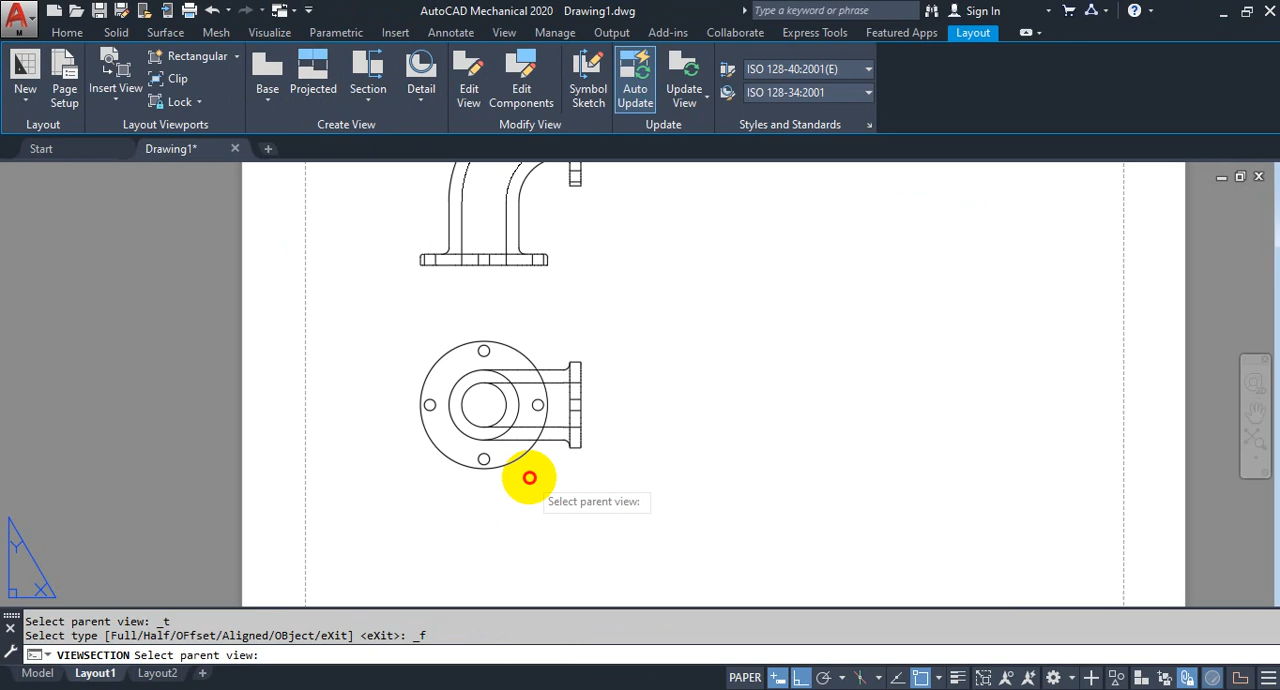 A
M
AutoCAD Mechanical 2020 Drawing1.dwg
Type a keyword or phrase
Sign In
Home Solid Surface Mesh Visualize Parametric Insert Annotate View Manage Output Add-ins Collaborate Express Tools Featured Apps Layout
New
Page Setup
Layout
Insert View
Rectangular
Clip
Lock
Layout Viewports
Base
Projected
Section
Detail
Create View
Edit View
Edit Components
Symbol Sketch
Modify View
Auto Update
Update View
Update
ISO 128-40:2001(E)
ISO 128-34:2001
Styles and Standards
Start
Drawing1*
Select parent view:
Y
X
Select parent view: _t
Select type [Full/Half/OFfset/Aligned/OBject/eXit] <eXit>: _f
VIEWSECTION Select parent view:
Model Layout1 Layout2
PAPER